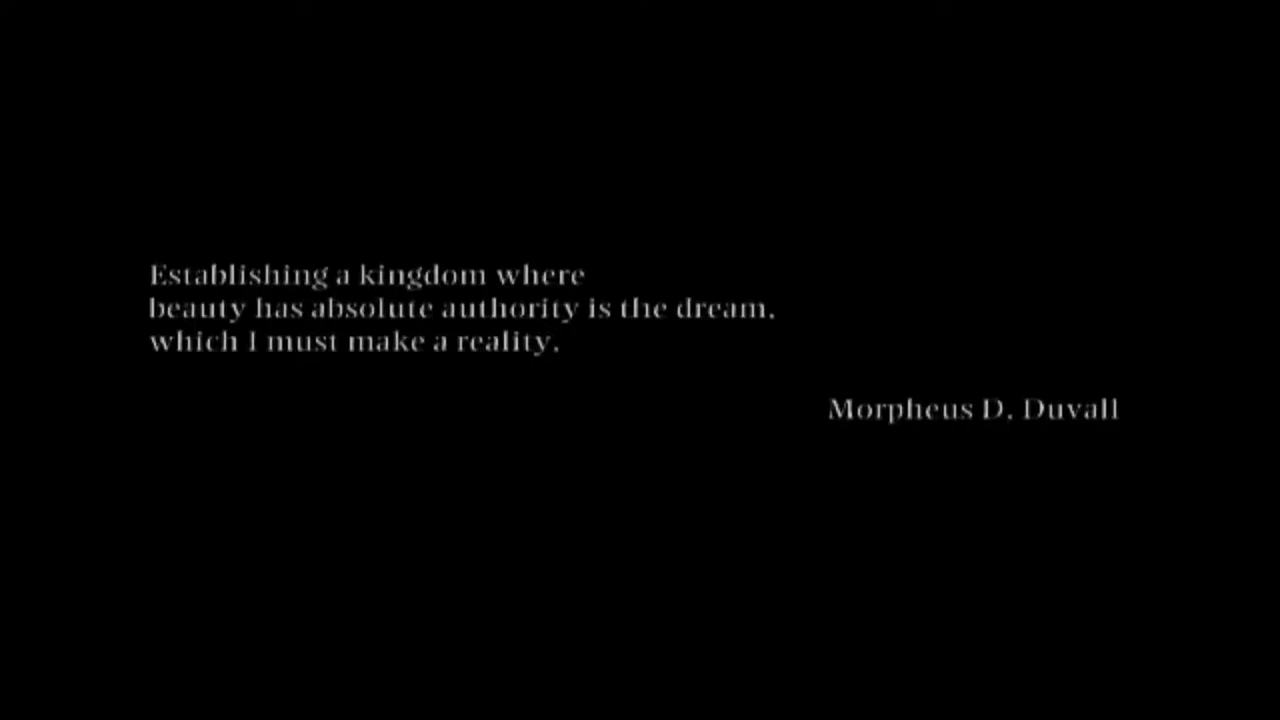 Establishing a kingdom where
beauty has absolute authority is the dream,
which I must make a reality.
Morpheus D. Duvall